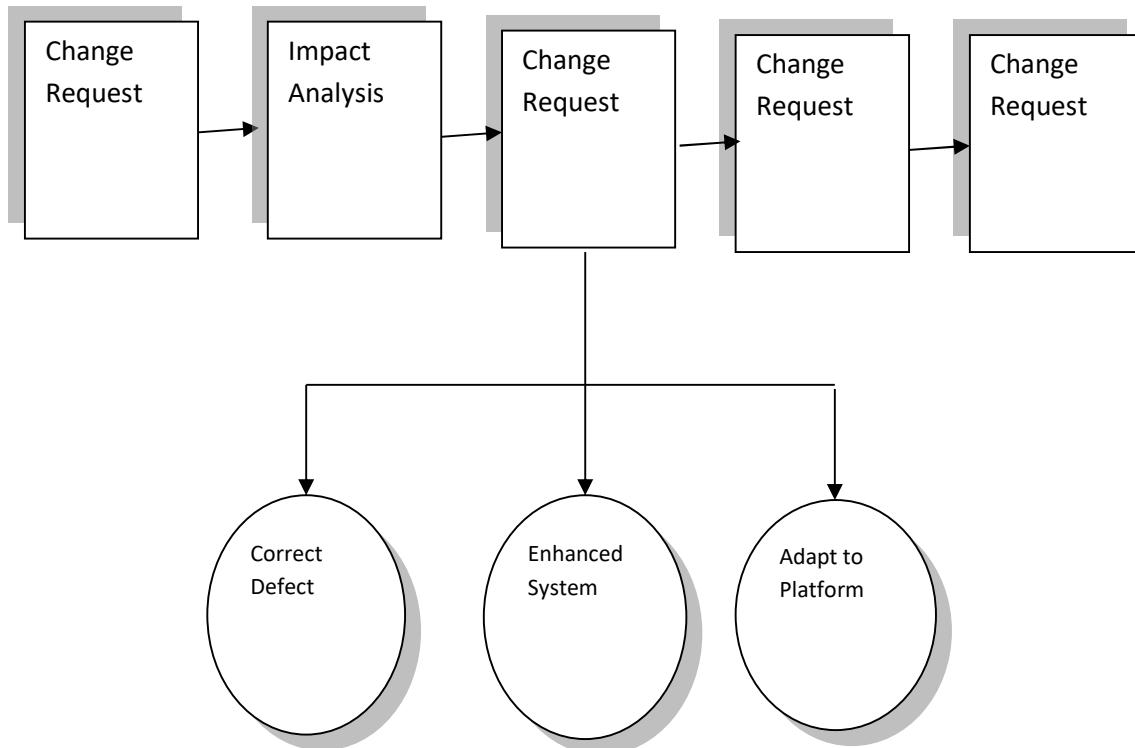 Change
Request
Impact
Analysis
Change
Request
Change
Request
Change
Request
Correct
Defect
Enhanced
System
Adapt to
Platform